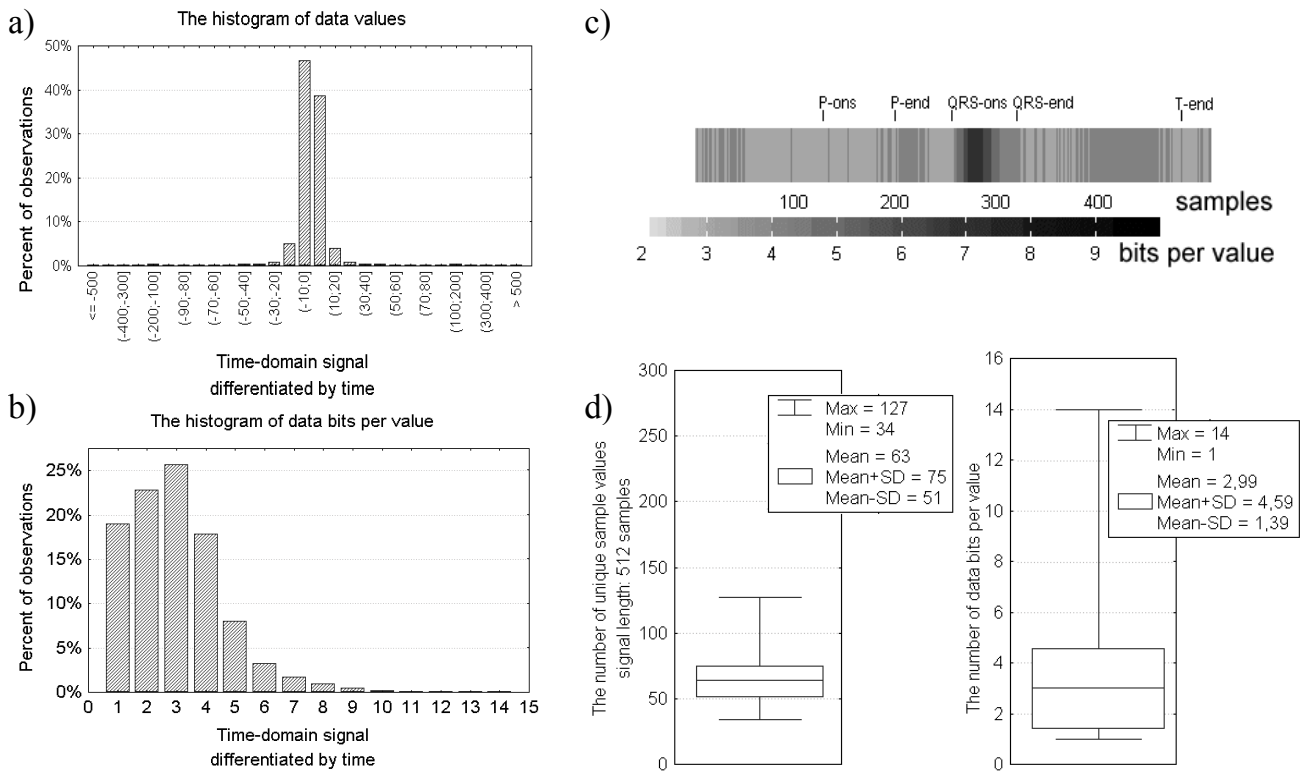 a)
The histogram of data values
Percent of observations
50%
40%
30%
20%
10%
0%
<= -500
(-400;-300]
(-200;-100]
(-90;-80]
(-70;-60]
(-50;-40]
(-30;-20]
(-10;0]
(10;20]
(30;40]
(50;60]
(70;80]
(100;200]
(300;400]
> 500
Time-domain signal
differentiated by time
b)
The histogram of data bits per value
Percent of observations
25%
20%
15%
10%
5%
0%
0 1 2 3 4 5 6 7 8 9 10 11 12 13 14 15
Time-domain signal
differentiated by time
c)
P-ons P-end QRS-ons QRS-end T-end
100 200 300 400 samples
2 3 4 5 6 7 8 9 bits per value
d)
The number of unique sample values
signal length: 512 samples
300
250
200
150
100
50
0
Max = 127
Min = 34
Mean = 63
Mean+SD = 75
Mean-SD = 51
The number of data bits per value
16
14
12
10
8
6
4
2
0
Max = 14
Min = 1
Mean = 2,99
Mean+SD = 4,59
Mean-SD = 1,39